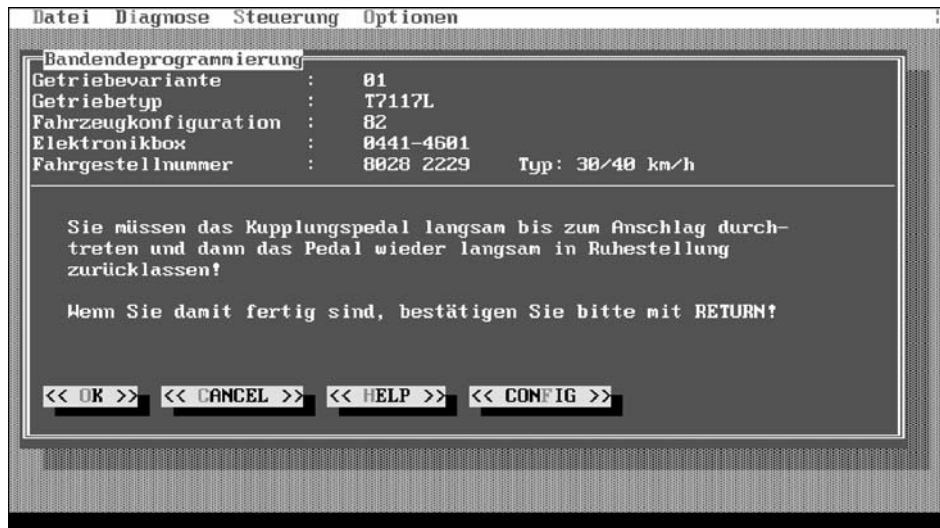 Datei Diagnose Steuerung Optionen
Bandendeprogrammierung
Getriebevariante : 01
Getriebetyp : T7117L
Fahrzeugkonfiguration : 82
Elektronikbox : 0441-4601
Fahrgestellnummer : 8028 2229 Typ: 30/40 km/h
Sie müssen das Kupplungspedal langsam bis zum Anschlag durch-
treten und dann das Pedal wieder langsam in Ruhestellung
zurücklassen!
Wenn Sie damit fertig sind, bestätigen Sie bitte mit RETURN!
<< OK >> << CANCEL >> << HELP >> << CONFIG >>